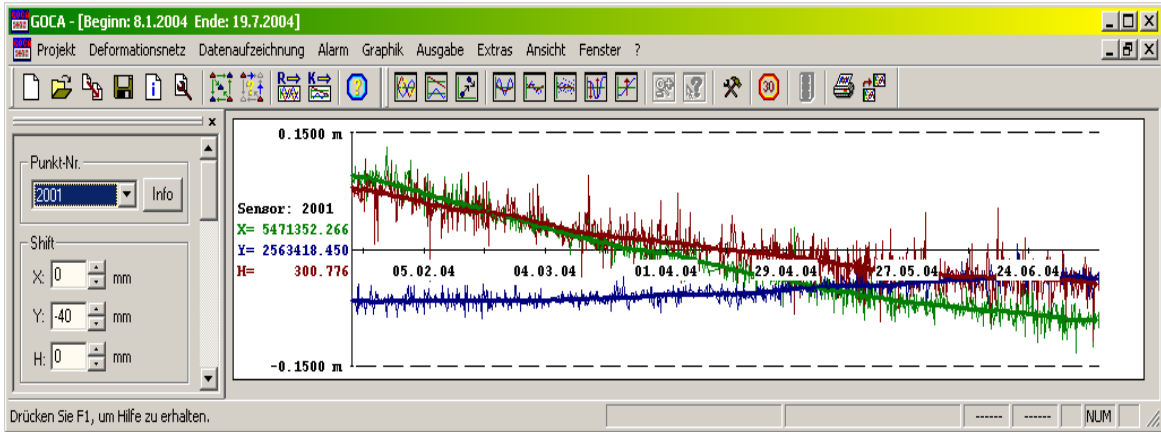 GOCA - [Beginn: 8.1.2004 Ende: 19.7.2004]
Projekt Deformationsnetz Datenaufzeichnung Alarm Graphik Ausgabe Extras Ansicht Fenster ?
R K 30
x
Punkt-Nr.
2001 Info
Shift
X: 0 mm
Y: -40 mm
H: 0 mm
0.1500 m
Sensor: 2001
X= 5471352.266
Y= 2563418.450
H= 300.776
05.02.04 04.03.04 01.04.04 29.04.04 27.05.04 24.06.04
-0.1500 m
Drücken Sie F1, um Hilfe zu erhalten.
------ ------ NUM